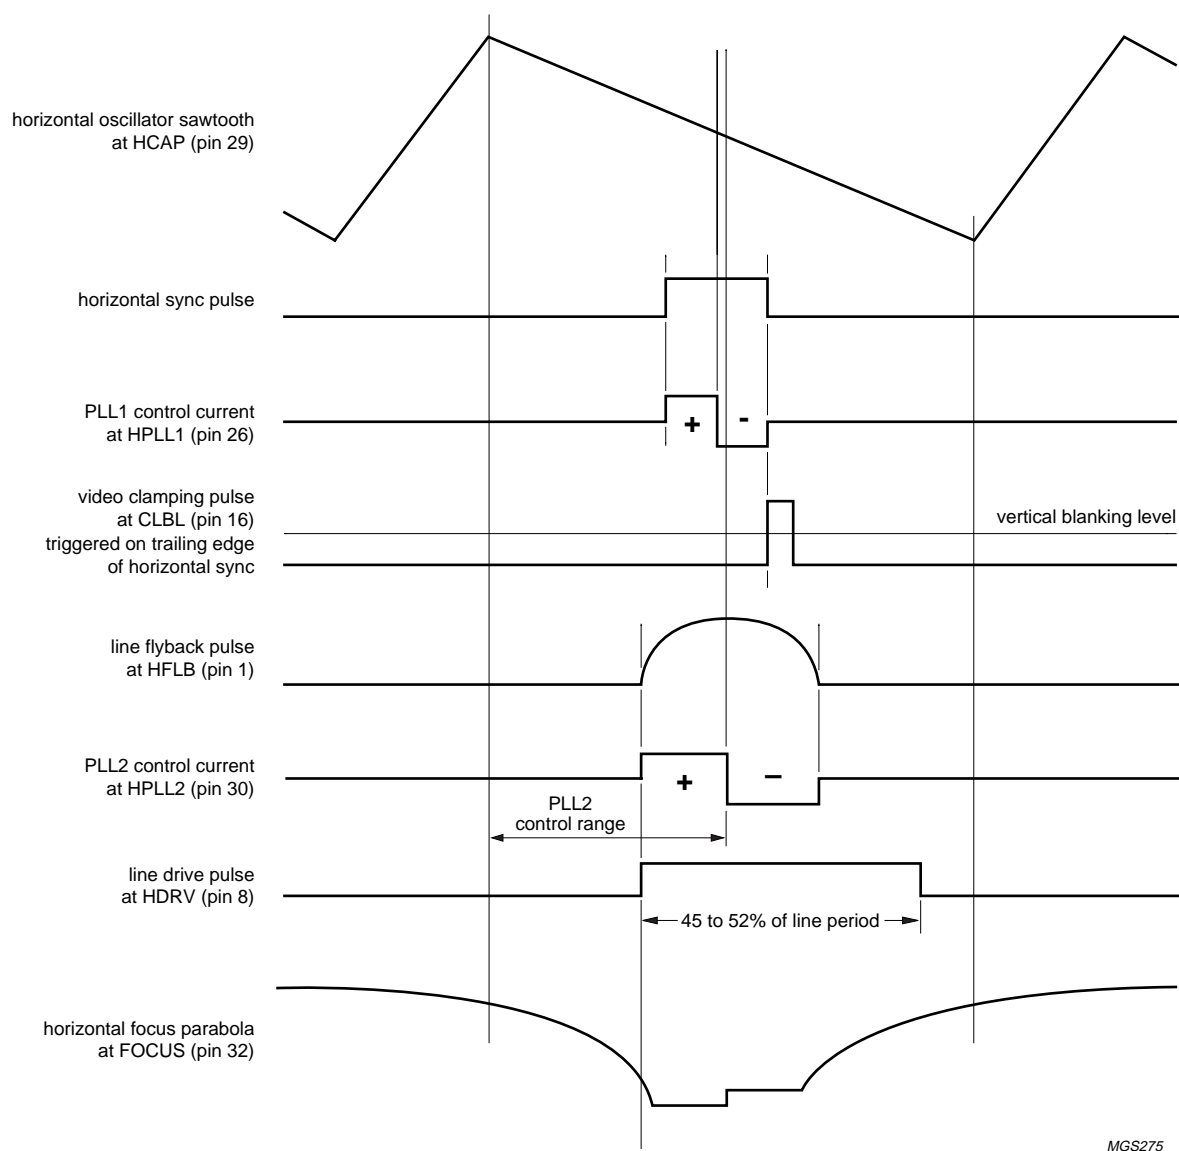 horizontal oscillator sawtooth
at HCAP (pin 29)
horizontal sync pulse
PLL1 control current
at HPLL1 (pin 26)
+
-
video clamping pulse
at CLBL (pin 16)
triggered on trailing edge
of horizontal sync
vertical blanking level
line flyback pulse
at HFLB (pin 1)
PLL2 control current
at HPLL2 (pin 30)
+
−
PLL2
control range
line drive pulse
at HDRV (pin 8)
45 to 52% of line period
horizontal focus parabola
at FOCUS (pin 32)
MGS275